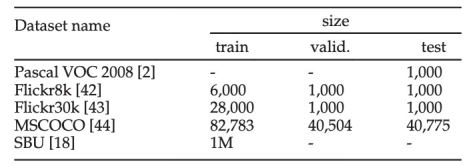 Dataset name size
train valid. test
Pascal VOC 2008 [2] - - 1,000
Flickr8k [42] 6,000 1,000 1,000
Flickr30k [43] 28,000 1,000 1,000
MSCOCO [44] 82,783 40,504 40,775
SBU [18] 1M - -